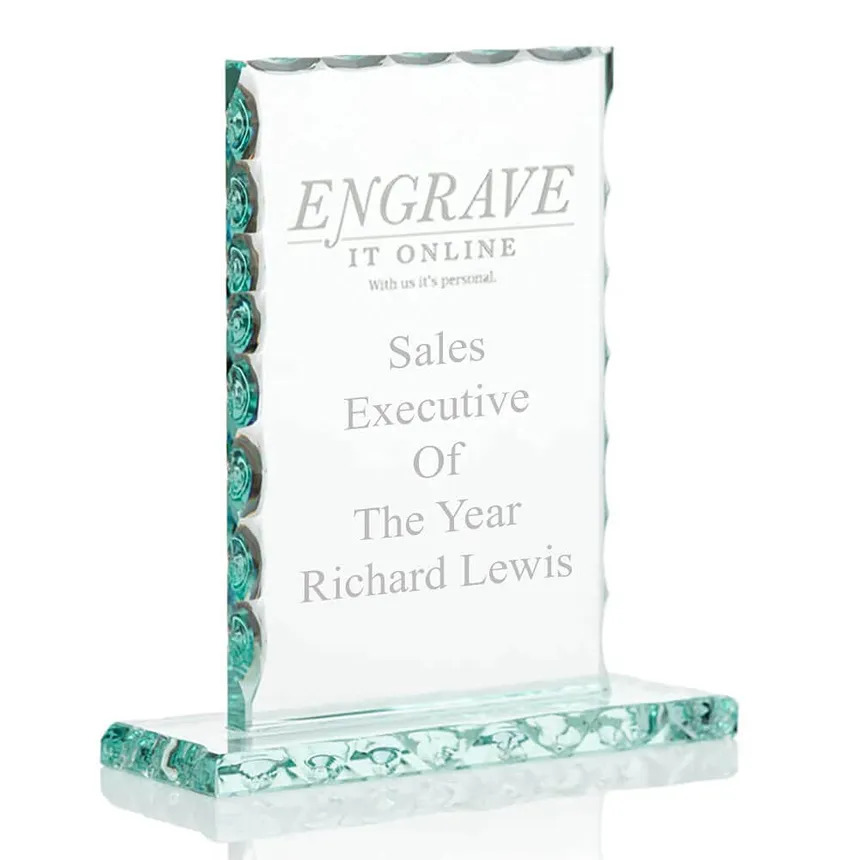 ENGRAVE
IT ONLINE
With us it's personal.
Sales
Executive
Of
The Year
Richard Lewis